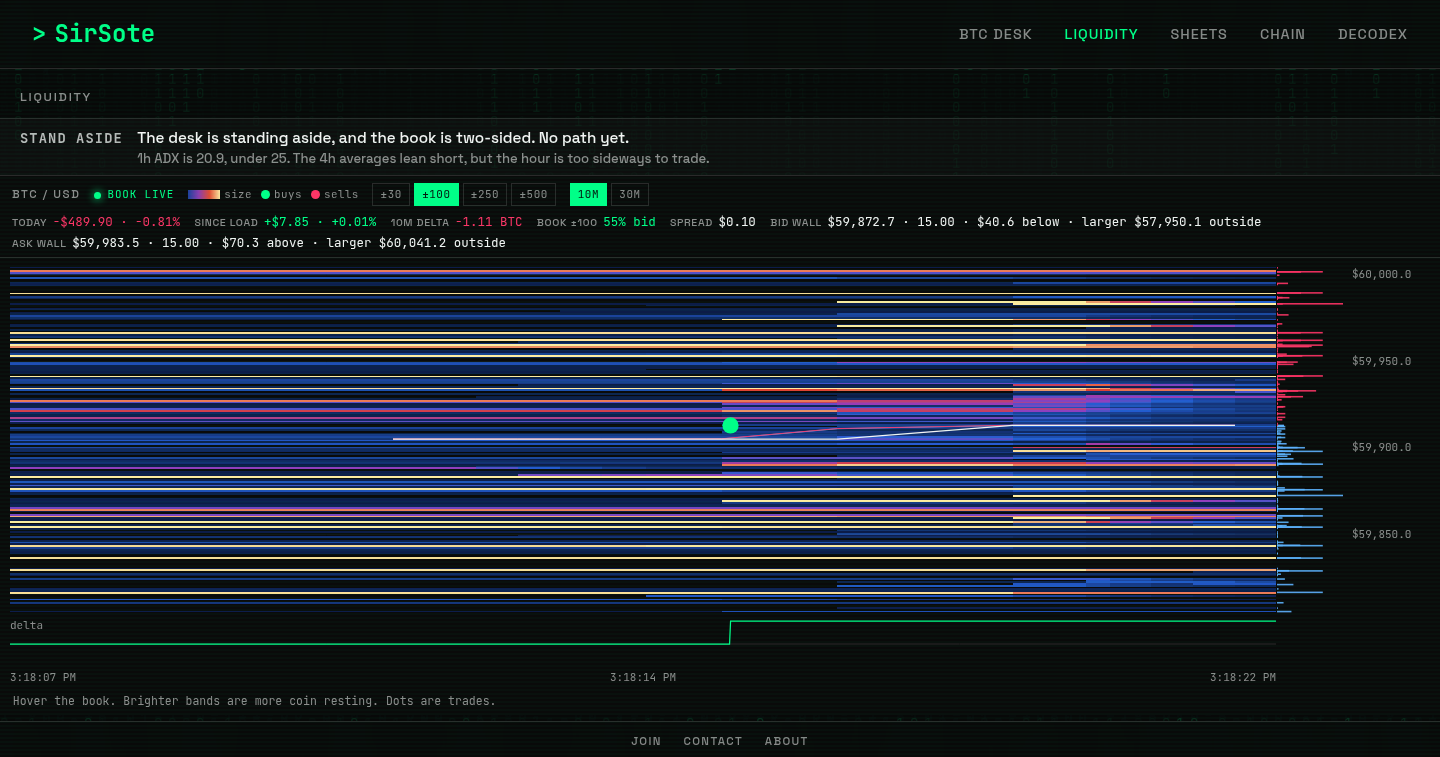 > SirSote
BTC DESK LIQUIDITY SHEETS CHAIN DECODEX
LIQUIDITY
STAND ASIDE The desk is standing aside, and the book is two-sided. No path yet.
1h ADX is 20.9, under 25. The 4h averages lean short, but the hour is too sideways to trade.
BTC / USD BOOK LIVE size buys sells ±30 ±100 ±250 ±500 10M 30M
TODAY -$489.90 · -0.81% SINCE LOAD +$7.85 · +0.01% 10M DELTA -1.11 BTC BOOK ±100 55% bid SPREAD $0.10 BID WALL $59,872.7 · 15.00 · $40.6 below · larger $57,950.1 outside
ASK WALL $59,983.5 · 15.00 · $70.3 above · larger $60,041.2 outside
$60,000.0
$59,950.0
$59,900.0
$59,850.0
delta
3:18:07 PM 3:18:14 PM 3:18:22 PM
Hover the book. Brighter bands are more coin resting. Dots are trades.
JOIN CONTACT ABOUT